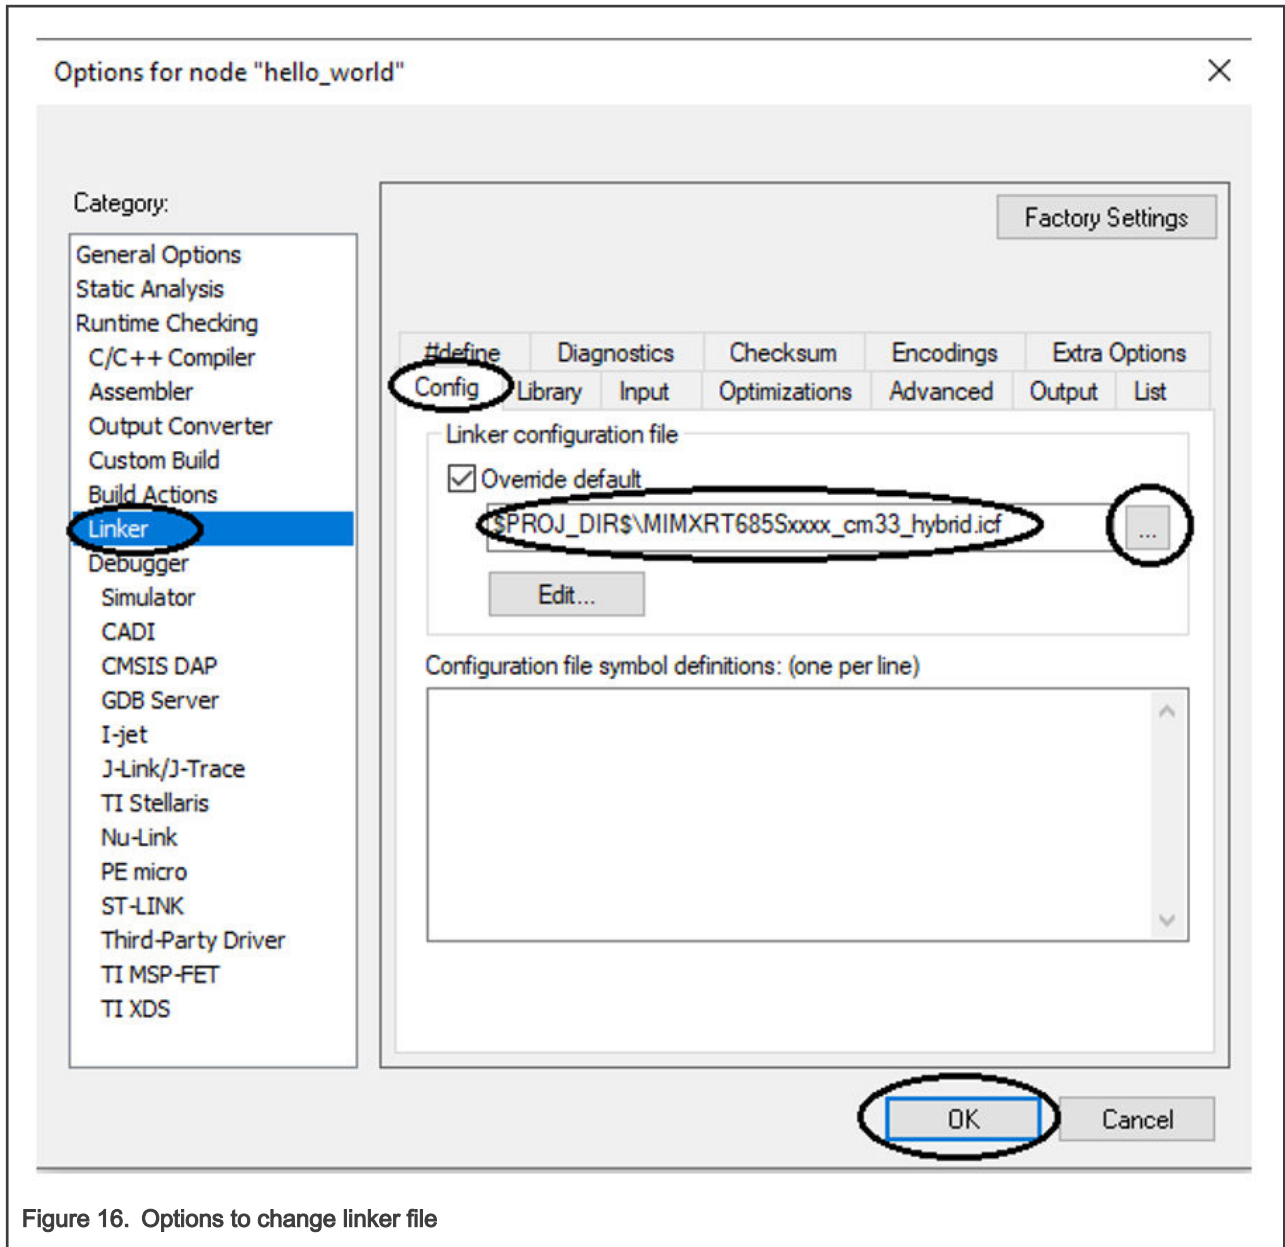 Options for node "hello_world"
Category:
General Options
Static Analysis
Runtime Checking
C/C++ Compiler
Assembler
Output Converter
Custom Build
Build Actions
Linker
Debugger
Simulator
CADI
CMSIS DAP
GDB Server
I-jet
J-Link/J-Trace
TI Stellaris
Nu-Link
PE micro
ST-LINK
Third-Party Driver
TI MSP-FET
TI XDS
Factory Settings
#define Diagnostics Checksum Encodings Extra Options
Config Library Input Optimizations Advanced Output List
Linker configuration file
Override default
$PROJ_DIR$\MIMXRT685Sxxxx_cm33_hybrid.icf ...
Edit...
Configuration file symbol definitions: (one per line)
OK Cancel
Figure 16. Options to change linker file